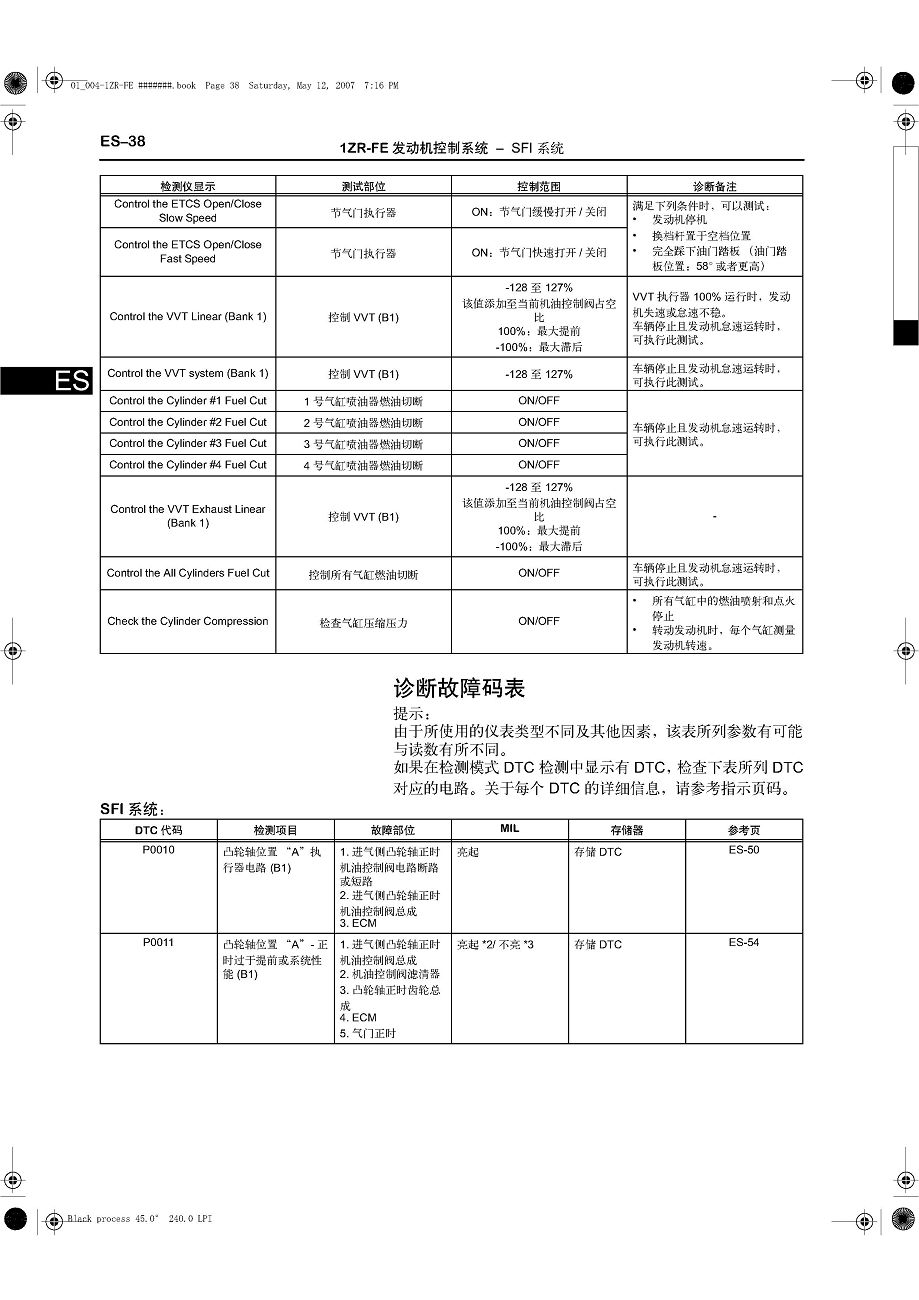 01_004-1ZR-FE #######.book Page 38 Saturday, May 12, 2007 7:16 PM
ES–38
1ZR-FE 发动机控制系统 – SFI 系统
检测仪显示 测试部位 控制范围 诊断备注
Control the ETCS Open/Close
Slow Speed
节气门执行器
ON：节气门缓慢打开 / 关闭
满足下列条件时，可以测试：
• 发动机停机
• 换档杆置于空档位置
• 完全踩下油门踏板 （油门踏
板位置：58° 或者更高）
Control the ETCS Open/Close
Fast Speed
节气门执行器
ON：节气门快速打开 / 关闭
Control the VVT Linear (Bank 1)
控制 VVT (B1)
-128 至 127%
该值添加至当前机油控制阀占空
比
100%：最大提前
-100%：最大滞后
VVT 执行器 100% 运行时，发动
机失速或怠速不稳。
车辆停止且发动机怠速运转时，
可执行此测试。
ES
Control the VVT system (Bank 1)
控制 VVT (B1)
-128 至 127%
车辆停止且发动机怠速运转时，
可执行此测试。
Control the Cylinder #1 Fuel Cut 1 号气缸喷油器燃油切断 ON/OFF
Control the Cylinder #2 Fuel Cut 2 号气缸喷油器燃油切断 ON/OFF
Control the Cylinder #3 Fuel Cut 3 号气缸喷油器燃油切断 ON/OFF
Control the Cylinder #4 Fuel Cut 4 号气缸喷油器燃油切断 ON/OFF
车辆停止且发动机怠速运转时，
可执行此测试。
Control the VVT Exhaust Linear
(Bank 1)
控制 VVT (B1)
-128 至 127%
该值添加至当前机油控制阀占空
比
100%：最大提前
-100%：最大滞后
-
Control the All Cylinders Fuel Cut
控制所有气缸燃油切断
ON/OFF
车辆停止且发动机怠速运转时，
可执行此测试。
Check the Cylinder Compression
检查气缸压缩压力
ON/OFF
• 所有气缸中的燃油喷射和点火
停止
• 转动发动机时，每个气缸测量
发动机转速。
诊断故障码表
提示：
由于所使用的仪表类型不同及其他因素，该表所列参数有可能
与读数有所不同。
如果在检测模式 DTC 检测中显示有 DTC，检查下表所列 DTC
对应的电路。关于每个 DTC 的详细信息，请参考指示页码。
SFI 系统：
DTC 代码 检测项目 故障部位 MIL 存储器 参考页
P0010
凸轮轴位置 “A” 执
行器电路 (B1)
1. 进气侧凸轮轴正时
机油控制阀电路断路
或短路
2. 进气侧凸轮轴正时
机油控制阀总成
3. ECM
亮起
存储 DTC
ES-50
P0011
凸轮轴位置 “A” - 正
时过于提前或系统性
能 (B1)
1. 进气侧凸轮轴正时
机油控制阀总成
2. 机油控制阀滤清器
3. 凸轮轴正时齿轮总
成
4. ECM
5. 气门正时
亮起 *2/ 不亮 *3
存储 DTC
ES-54
Black process 45.0° 240.0 LPI